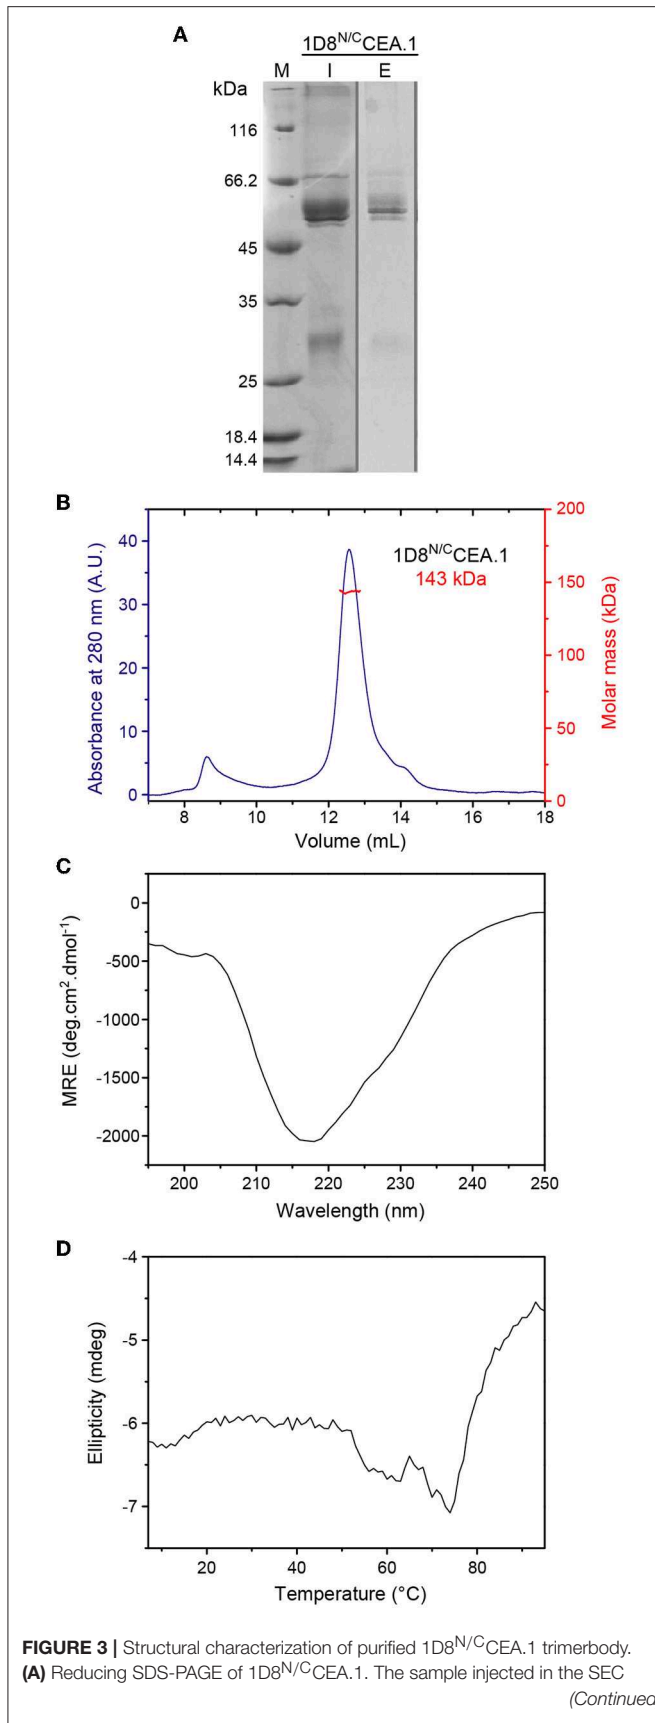 A
1D8N/CCEA.1
M I E
kDa
116
66.2
45
35
25
18.4
14.4
B
Absorbance at 280 nm (A.U.)
40
30
20
10
0
1D8N/CCEA.1
143 kDa
200
150
100
50
0
Molar mass (kDa)
8 10 12 14 16 18
Volume (mL)
C
MRE (deg.cm2.dmol-1)
0
-500
-1000
-1500
-2000
200 210 220 230 240 250
Wavelength (nm)
D
Ellipticity (mdeg)
-4
-5
-6
-7
20 40 60 80
Temperature (°C)
FIGURE 3 | Structural characterization of purified 1D8N/CCEA.1 trimerbody.
(A) Reducing SDS-PAGE of 1D8N/CCEA.1. The sample injected in the SEC
(Continued